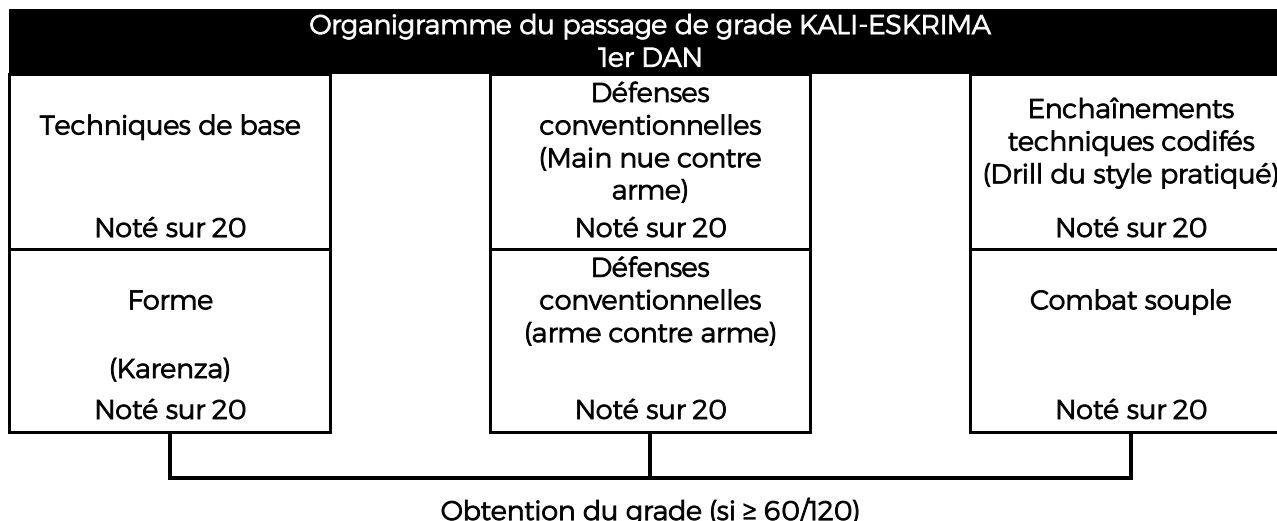 Organigramme du passage de grade KALI-ESKRIMA
1er DAN
Techniques de base
Noté sur 20
Défenses
conventionnelles
(Main nue contre
arme)
Noté sur 20
Enchaînements
techniques codifés
(Drill du style pratiqué)
Noté sur 20
Forme
(Karenza)
Noté sur 20
Défenses
conventionnelles
(arme contre arme)
Noté sur 20
Combat souple
Noté sur 20
Obtention du grade (si ≥ 60/120)